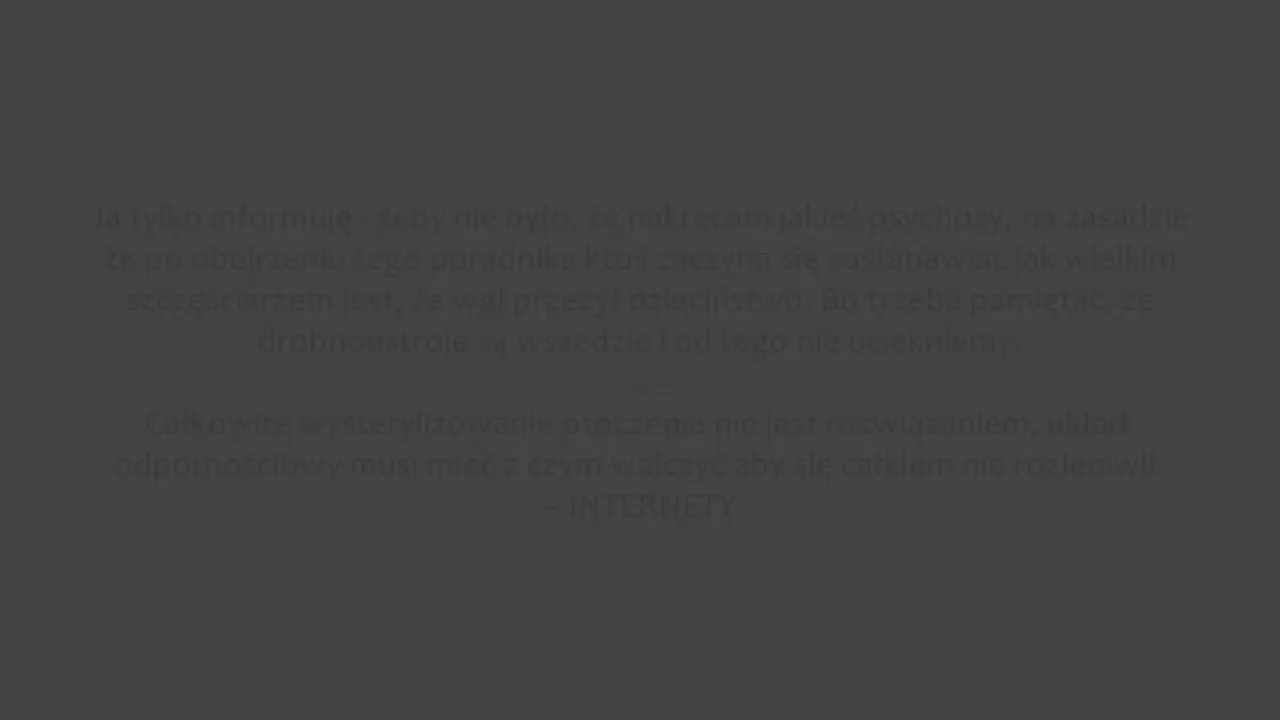 Ja tylko informuję - żeby nie było, że nakręcam jakieś psychozy, na zasadzie
że po obejrzeniu tego poradnika ktoś zaczyna się zastanawiać jak wielkim
szczęściarzem jest, że wgl przeżył dzieciństwo. Bo trzeba pamiętać, że
drobnoustroje są wszędzie i od tego nie uciekniemy.
Całkowite wysterylizowanie otoczenia nie jest rozwiązaniem, układ
odpornościowy musi mieć z czym walczyć aby się całkiem nie rozleniwił.
– INTERNETY